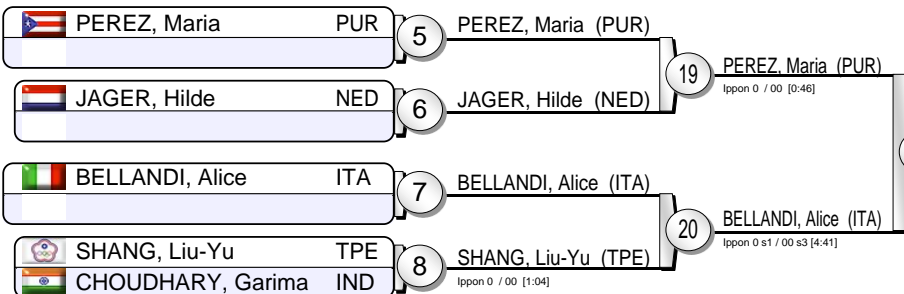 PEREZ, Maria PUR
5
PEREZ, Maria (PUR)
JAGER, Hilde NED
6
JAGER, Hilde (NED)
19
PEREZ, Maria (PUR)
Ippon 0 / 00 [0:46]
BELLANDI, Alice ITA
7
BELLANDI, Alice (ITA)
SHANG, Liu-Yu TPE
CHOUDHARY, Garima IND
8
SHANG, Liu-Yu (TPE)
Ippon 0 / 00 [1:04]
20
BELLANDI, Alice (ITA)
Ippon 0 s1 / 00 s3 [4:41]